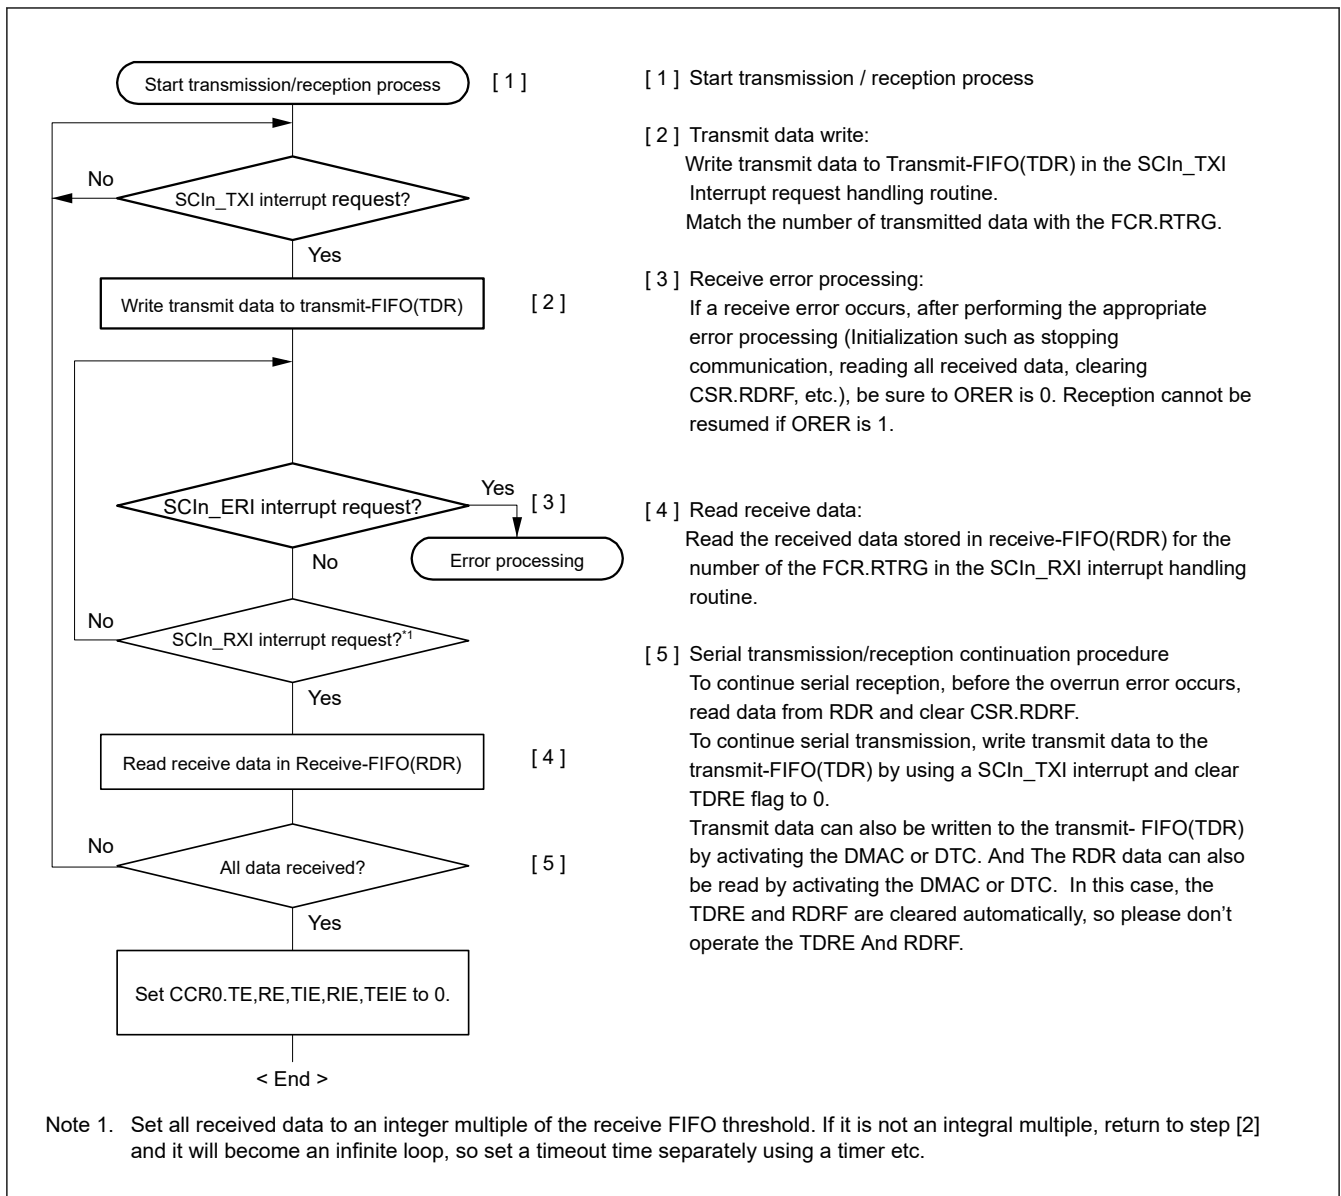 Start transmission/reception process
[ 1 ]
No
SCIn_TXI interrupt request?
Yes
Write transmit data to transmit-FIFO(TDR)
[ 2 ]
SCIn_ERI interrupt request?
Yes
[ 3 ]
Error processing
No
No
SCIn_RXI interrupt request?*1
Yes
Read receive data in Receive-FIFO(RDR)
[ 4 ]
No
All data received?
[ 5 ]
Yes
Set CCR0.TE,RE,TIE,RIE,TEIE to 0.
< End >
[ 1 ] Start transmission / reception process
[ 2 ] Transmit data write:
Write transmit data to Transmit-FIFO(TDR) in the SCIn_TXI
Interrupt request handling routine.
Match the number of transmitted data with the FCR.RTRG.
[ 3 ] Receive error processing:
If a receive error occurs, after performing the appropriate
error processing (Initialization such as stopping
communication, reading all received data, clearing
CSR.RDRF, etc.), be sure to ORER is 0. Reception cannot be
resumed if ORER is 1.
[ 4 ] Read receive data:
Read the received data stored in receive-FIFO(RDR) for the
number of the FCR.RTRG in the SCIn_RXI interrupt handling
routine.
[ 5 ] Serial transmission/reception continuation procedure
To continue serial reception, before the overrun error occurs,
read data from RDR and clear CSR.RDRF.
To continue serial transmission, write transmit data to the
transmit-FIFO(TDR) by using a SCIn_TXI interrupt and clear
TDRE flag to 0.
Transmit data can also be written to the transmit- FIFO(TDR)
by activating the DMAC or DTC. And The RDR data can also
be read by activating the DMAC or DTC.  In this case, the
TDRE and RDRF are cleared automatically, so please don't
operate the TDRE And RDRF.
Note 1. Set all received data to an integer multiple of the receive FIFO threshold. If it is not an integral multiple, return to step [2]
and it will become an infinite loop, so set a timeout time separately using a timer etc.